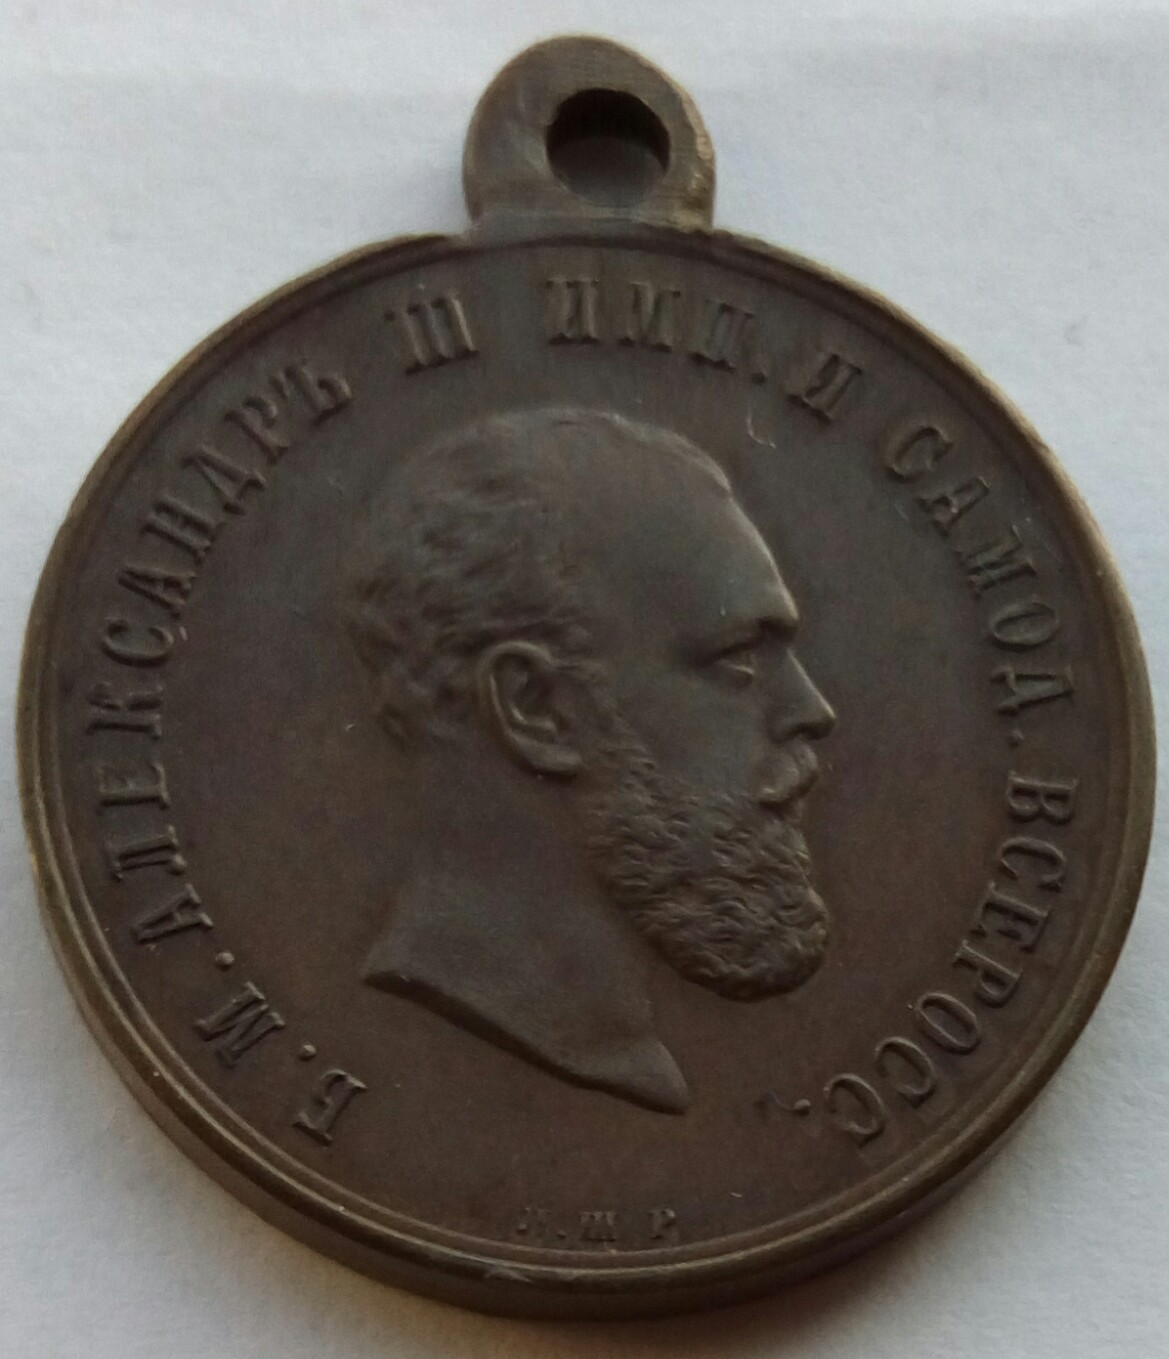 Б. М. АЛЕКСАНДРЪ III ИМП. И САМОД. ВСЕРОСС.